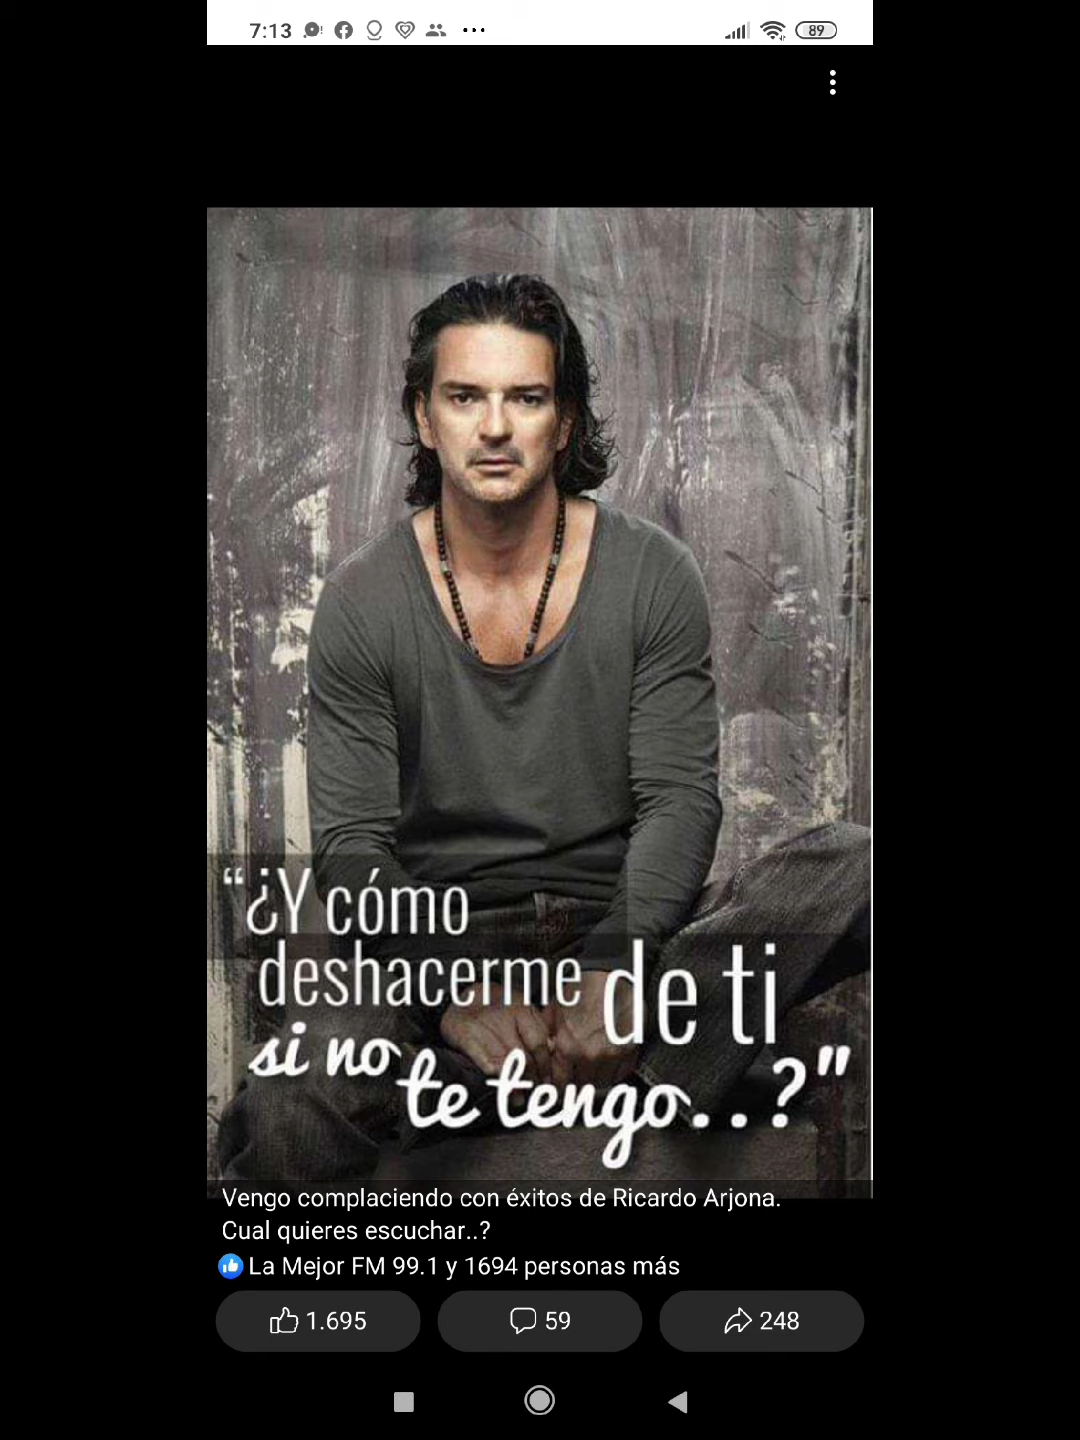 7:13
89
“¿Y cómo
deshacerme de ti
si no te tengo..?”
Vengo complaciendo con éxitos de Ricardo Arjona.
Cual quieres escuchar..?
La Mejor FM 99.1 y 1694 personas más
1.695 59 248